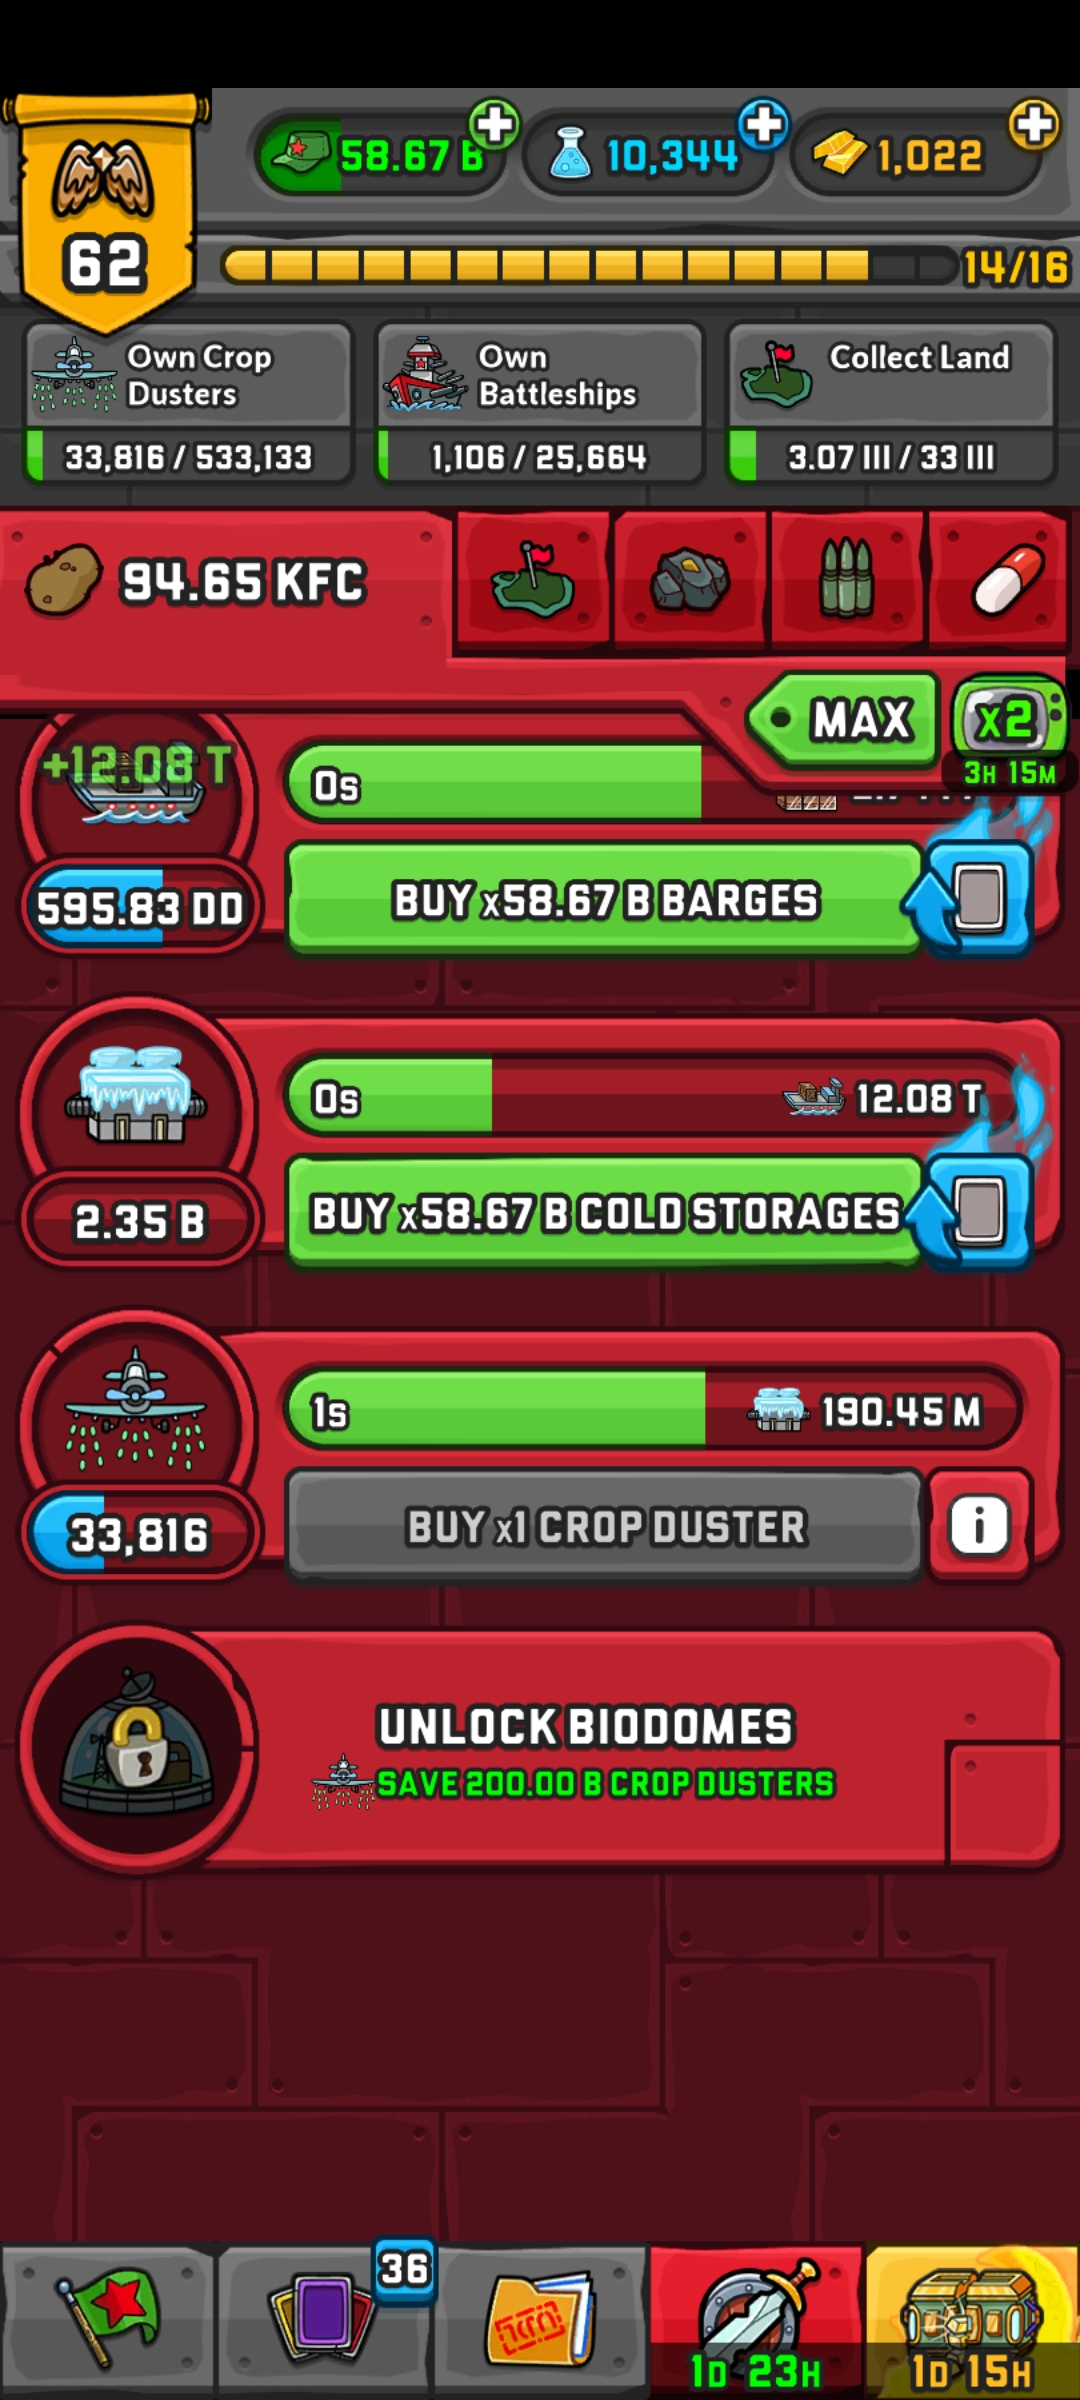 58.67 B
10,344
1,022
62
14/16
Own Crop
Dusters
33,816 / 533,133
Own
Battleships
1,106 / 25,664
Collect Land
3.07 III / 33 III
94.65 KFC
MAX
x2
3H 15M
+12.08 T
0s
595.83 DD
BUY x58.67 B BARGES
0s
12.08 T
2.35 B
BUY x58.67 B COLD STORAGES
1s
190.45 M
33,816
BUY x1 CROP DUSTER
i
UNLOCK BIODOMES
SAVE 200.00 B CROP DUSTERS
36
1D 23H
1D 15H